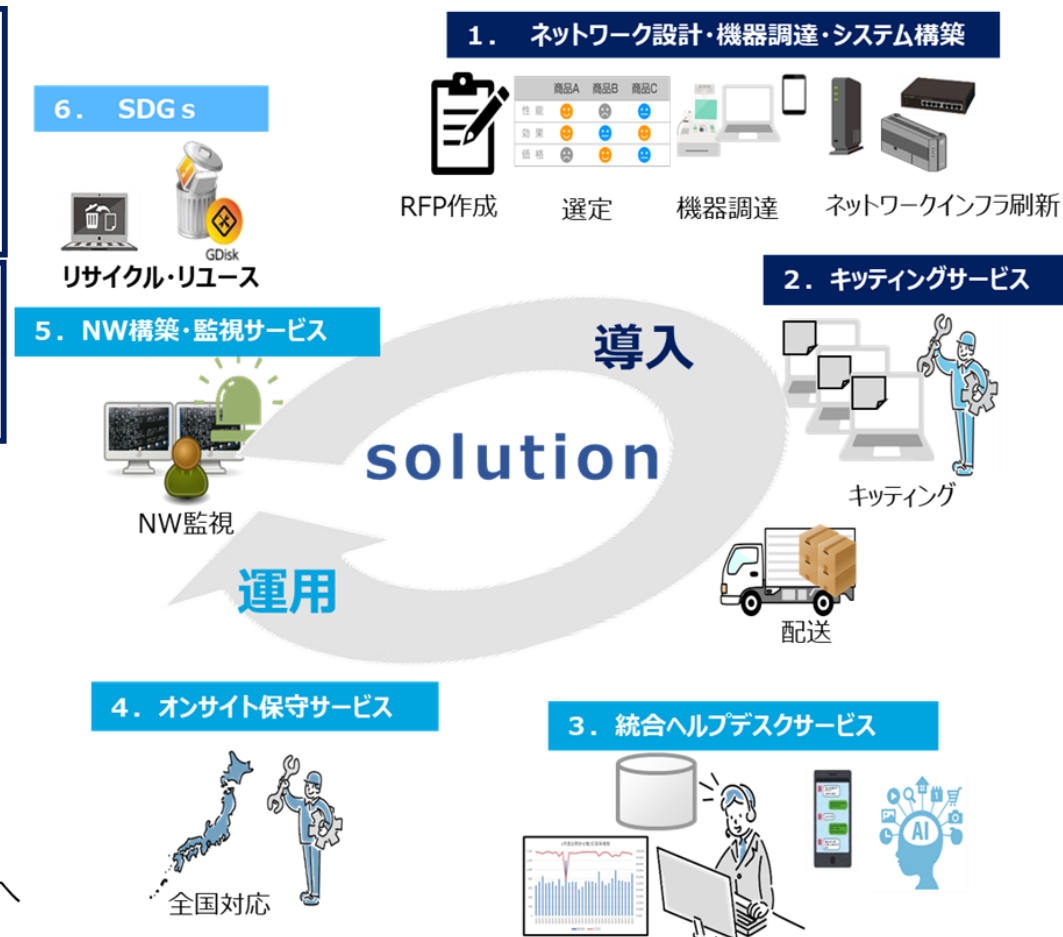 1． ネットワーク設計・機器調達・システム構築
商品A 商品B 商品C
性能
効果
価格
RFP作成
選定
機器調達
ネットワークインフラ刷新
6． SDGs
GDisk
リサイクル・リユース
2．キッティングサービス
キッティング
配送
5．NW構築・監視サービス
NW監視
導入
solution
運用
4．オンサイト保守サービス
全国対応
3．統合ヘルプデスクサービス
AI